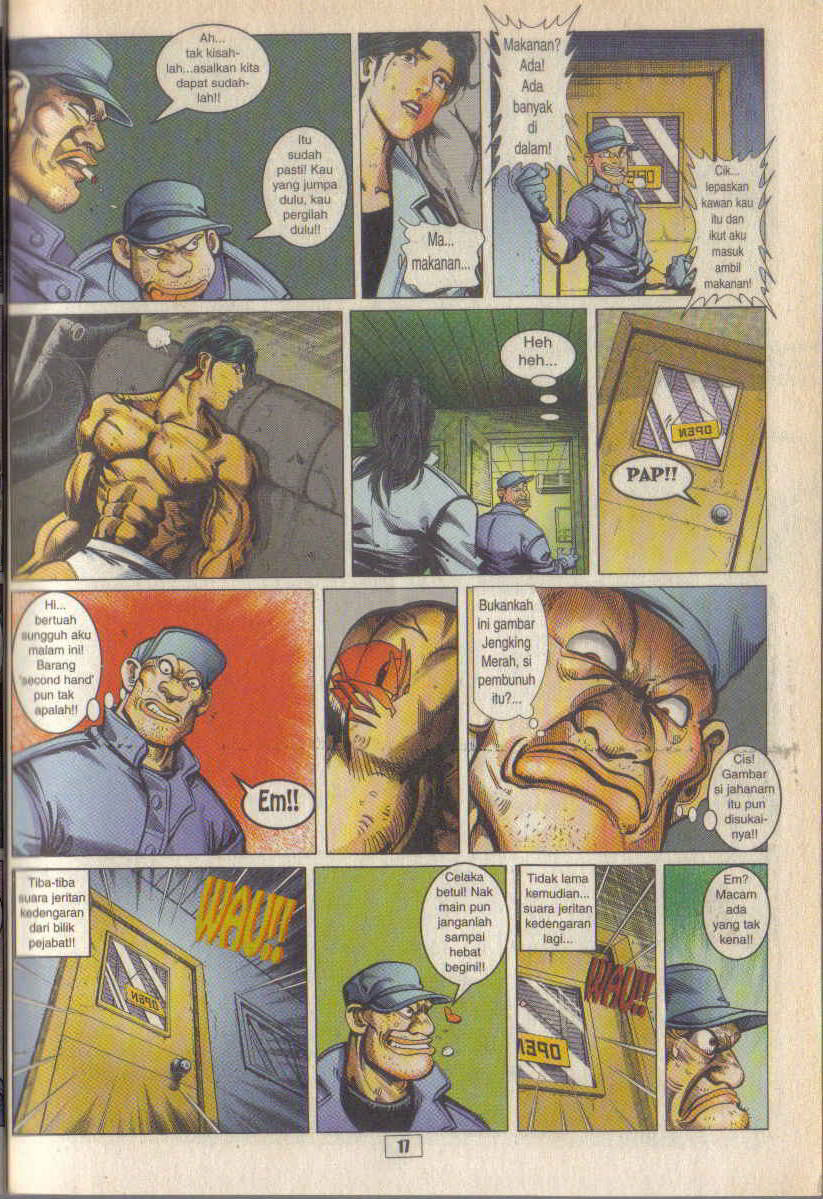 Ah...
tak kisah-
lah...asalkan kita
dapat sudah-
lah!!
Itu
sudah
pasti! Kau
yang jumpa
dulu, kau
pergilah
dulu!!
Ma...
makanan...
Makanan?
Ada!
Ada
banyak
di
dalam!
OPEN
Cik...
lepaskan
kawan kau
itu dan
ikut aku
masuk
ambil
makanan!
Heh
heh...
OPEN
PAP!!
Hi...
bertuah
sungguh aku
malam ini!
Barang
'second hand'
pun tak
apalah!!
Em!!
Bukankah
ini gambar
Jengking
Merah, si
pembunuh
itu?...
Cis!
Gambar
si jahanam
itu pun
disukai-
nya!!
Tiba-tiba
suara jeritan
kedengaran
dari bilik
pejabat!!
WAU!!
OPEN
Celaka
betul! Nak
main pun
janganlah
sampai
hebat
begini!!
Tidak lama
kemudian...
suara jeritan
kedengaran
lagi...
WAU!!
OPEN
Em?
Macam
ada
yang tak
kena!!
17